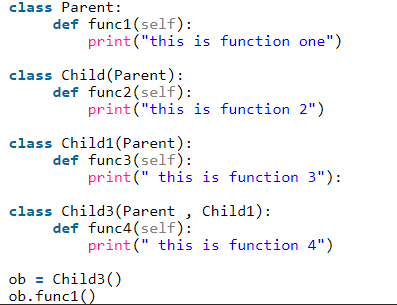 class Parent:
     def func1(self):
         print("this is function one")

class Child(Parent):
     def func2(self):
         print("this is function 2")

class Child1(Parent):
     def func3(self):
         print(" this is function 3"):

class Child3(Parent , Child1):
     def func4(self):
         print(" this is function 4")

ob = Child3()
ob.func1()